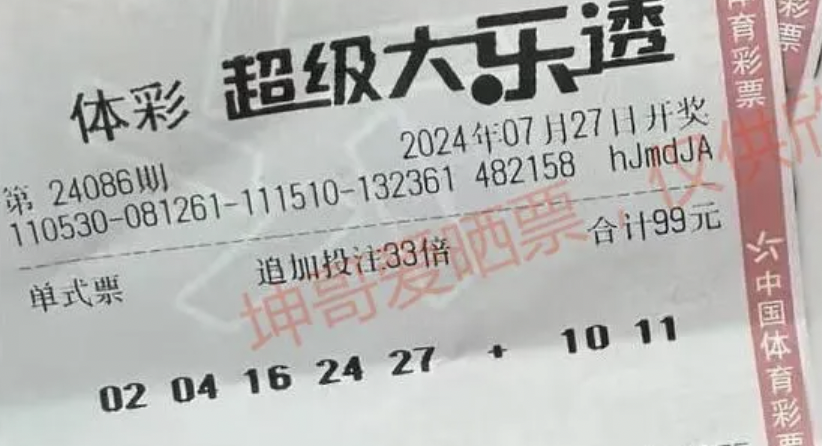 体彩 超级大乐透
第 24086期 2024年07月27日开奖
110530-081261-111510-132361 482158 hJmdJA
单式票 追加投注33倍 合计99元
02 04 16 24 27 + 10 11
坤哥爱晒票，仅供欣
体育彩票
彩票
中国体育彩票